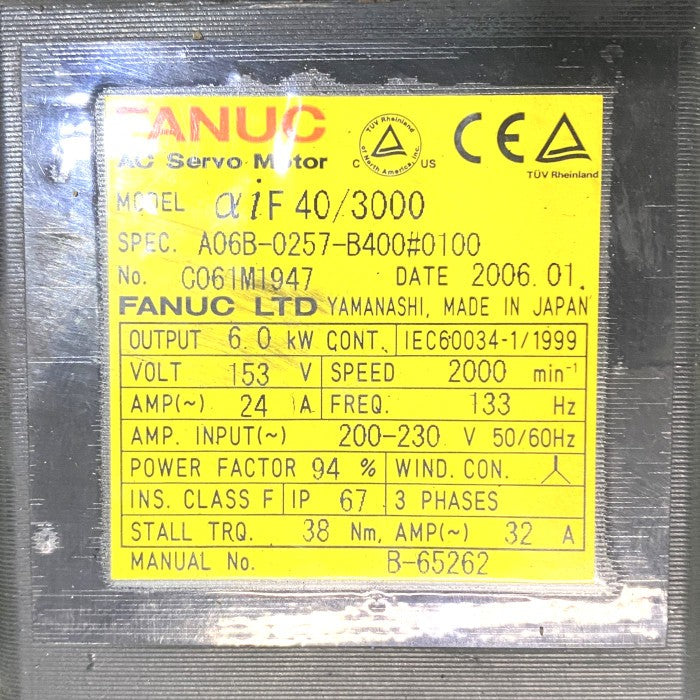 FANUC
AC Servo Motor
TÜV Rheinland of North America, Inc.
C US
CE
TÜV Rheinland
MODEL αiF 40/3000
SPEC. A06B-0257-B400#0100
No. C061M1947 DATE 2006.01.
FANUC LTD YAMANASHI, MADE IN JAPAN
OUTPUT 6.0 kW CONT. IEC60034-1/1999
VOLT 153 V SPEED 2000 min⁻¹
AMP(~) 24 A FREQ. 133 Hz
AMP. INPUT(~) 200-230 V 50/60Hz
POWER FACTOR 94 % WIND. CON.
INS. CLASS F IP 67 3 PHASES
STALL TRQ. 38 Nm, AMP(~) 32 A
MANUAL No. B-65262